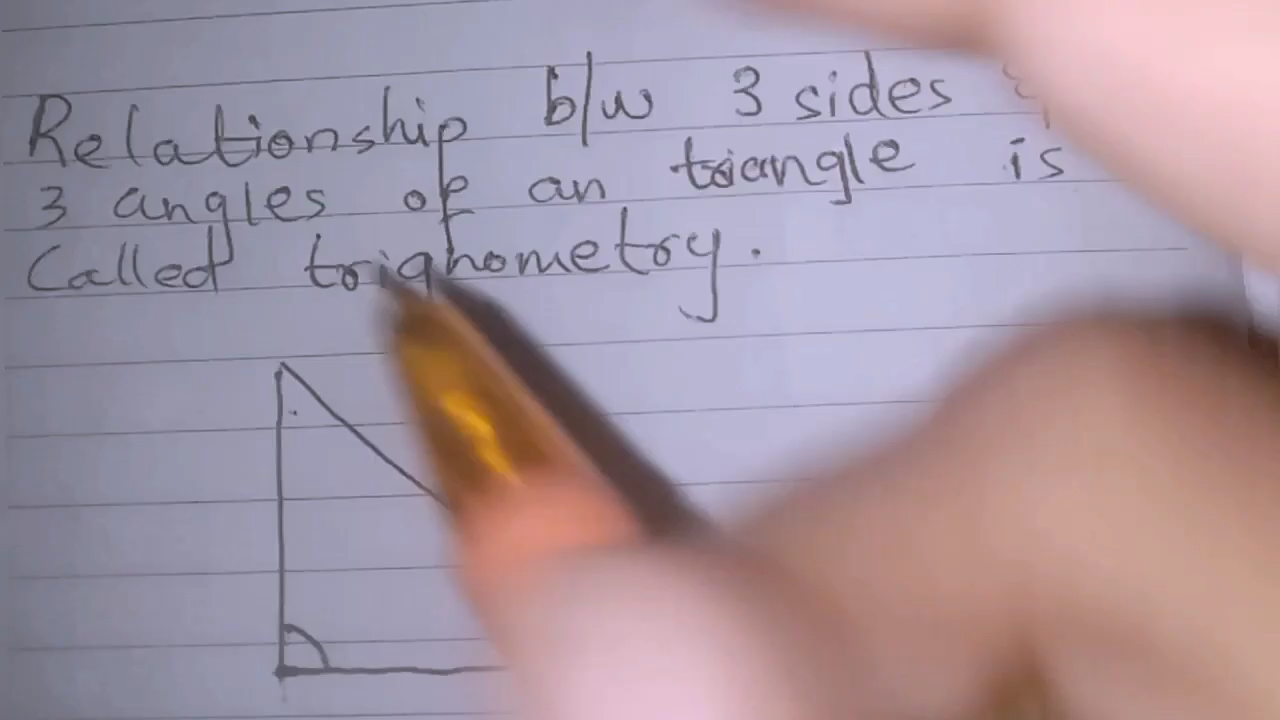 Relationship b/w 3 sides
3 angles of an triangle is
Called trignometry.